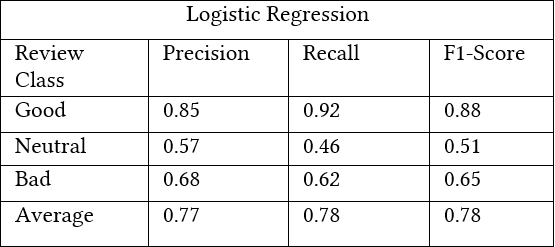 Logistic Regression
Review Class Precision Recall F1-Score
Good 0.85 0.92 0.88
Neutral 0.57 0.46 0.51
Bad 0.68 0.62 0.65
Average 0.77 0.78 0.78